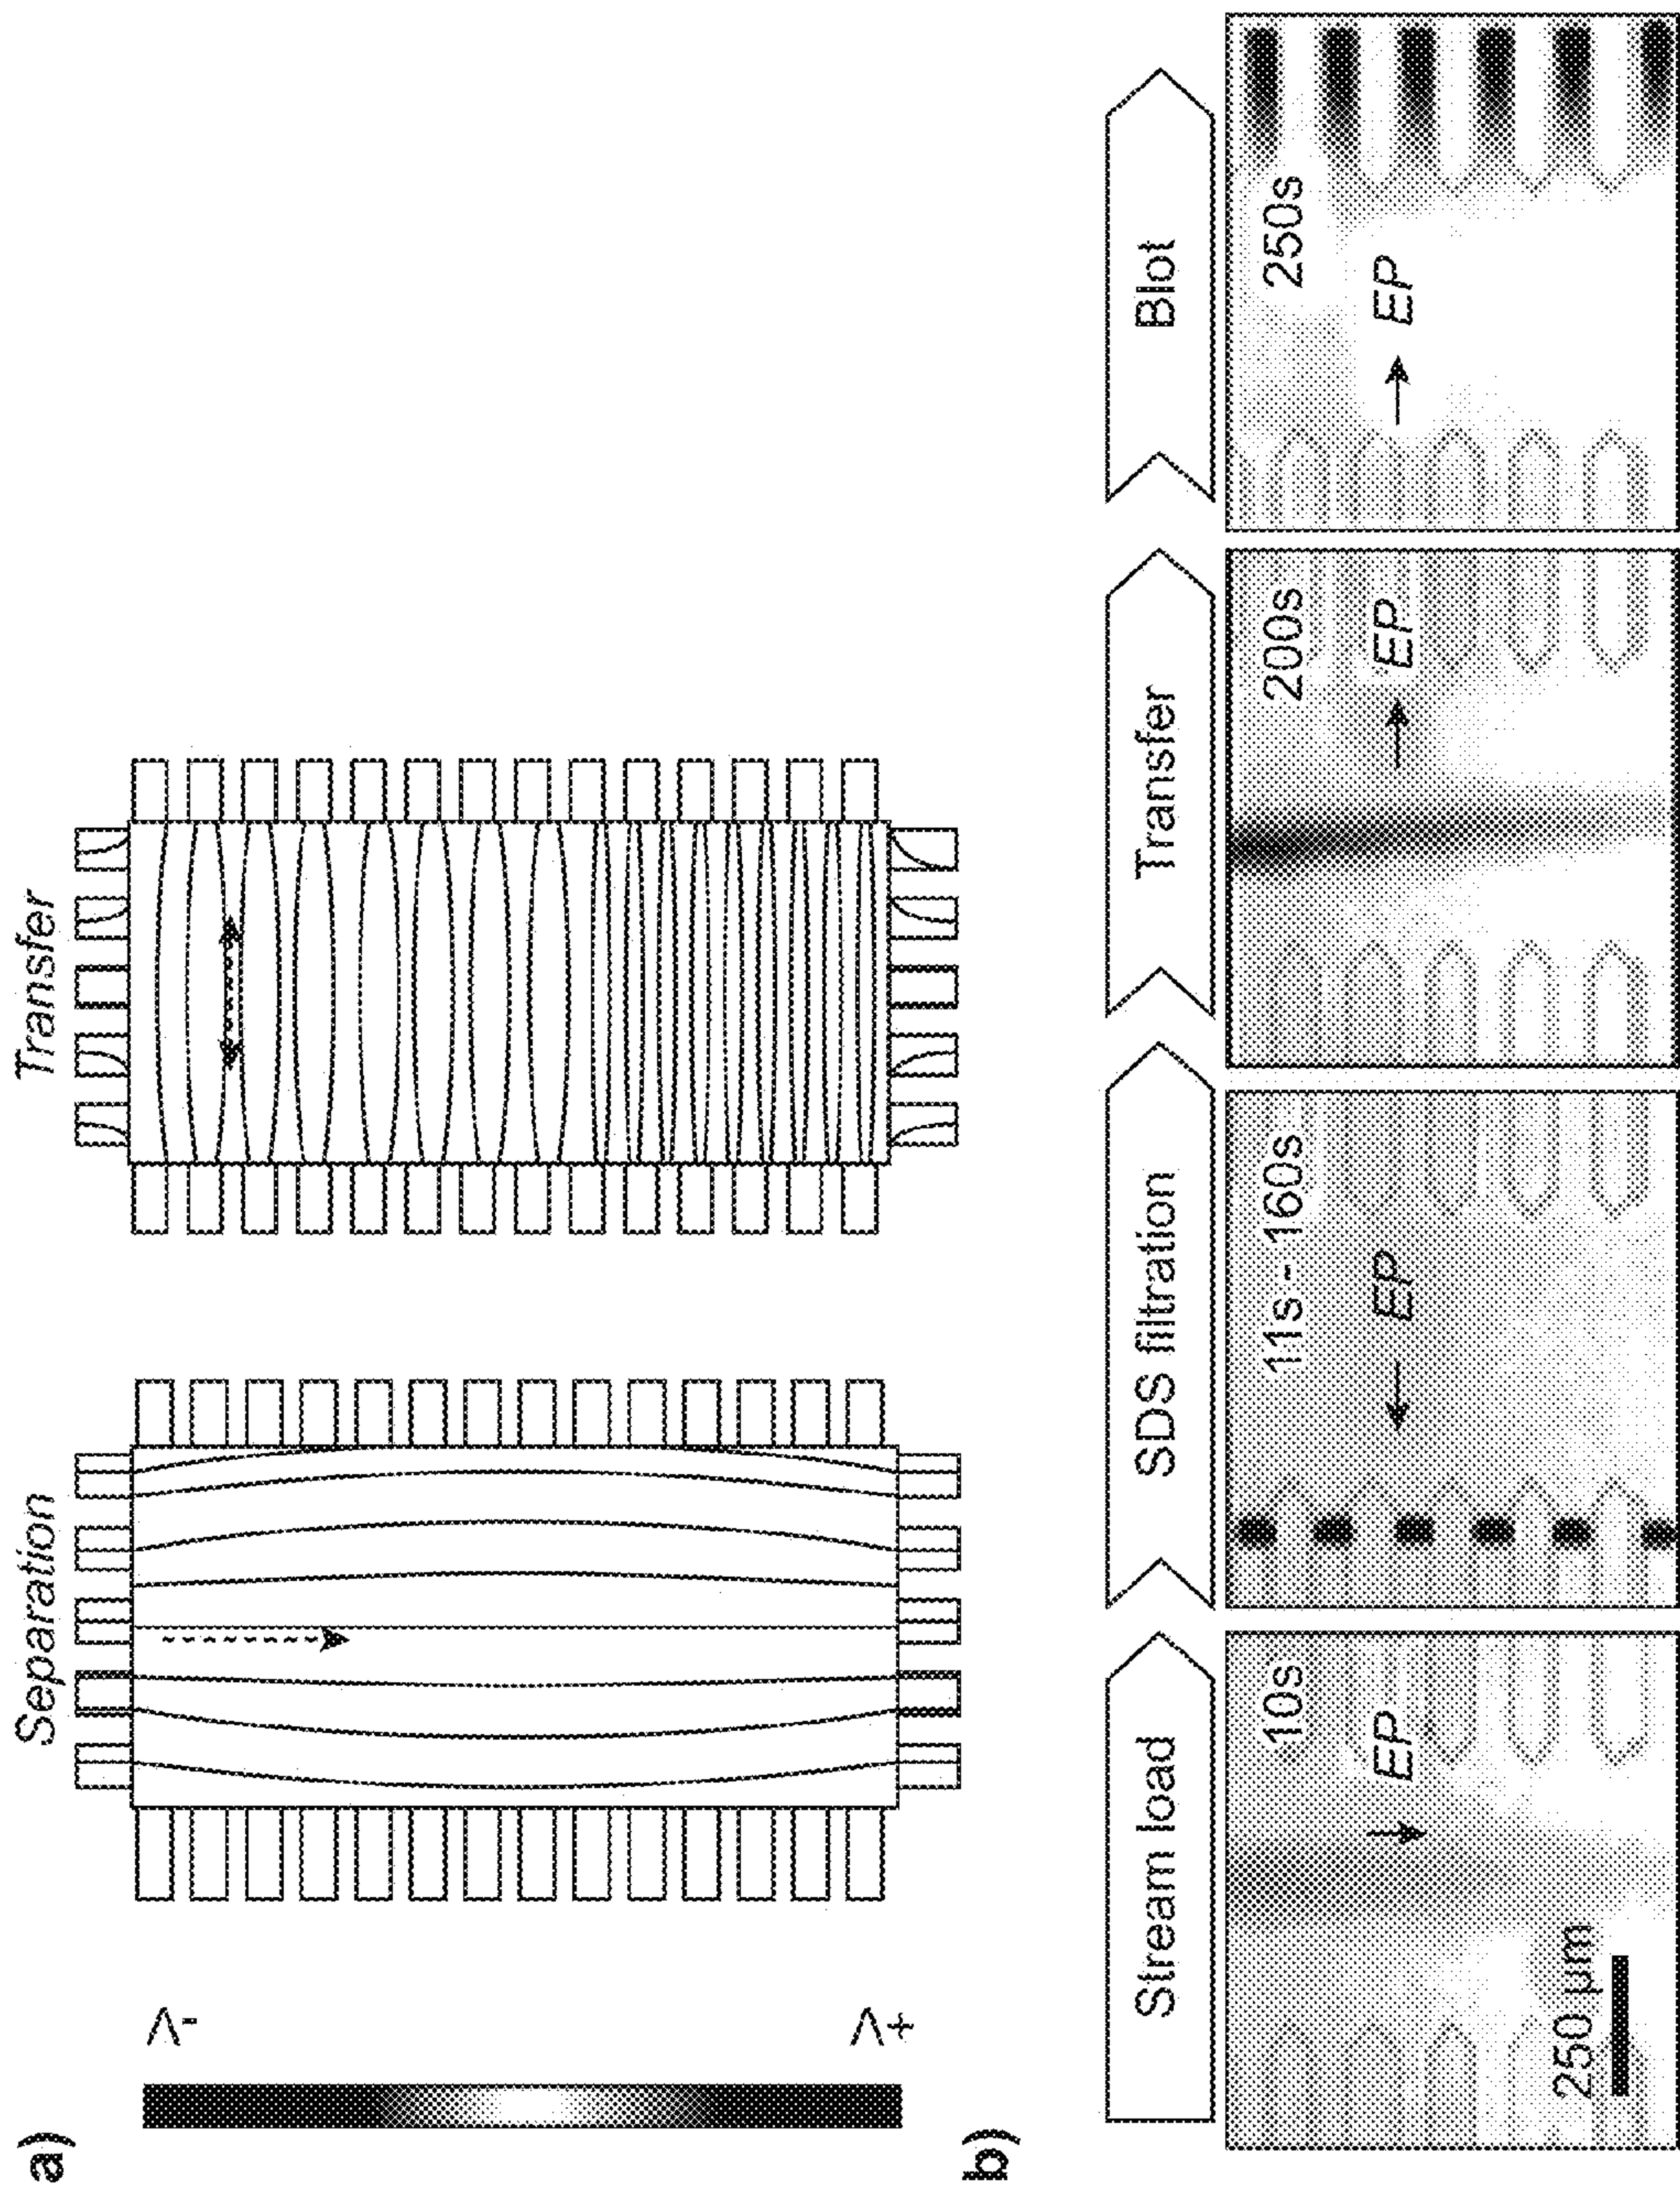 a)
Separation
Transfer
V-
V+
b)
Stream load
SDS filtration
Transfer
Blot
10s
EP
250 µm
11s - 160s
EP
200s
EP
250s
EP